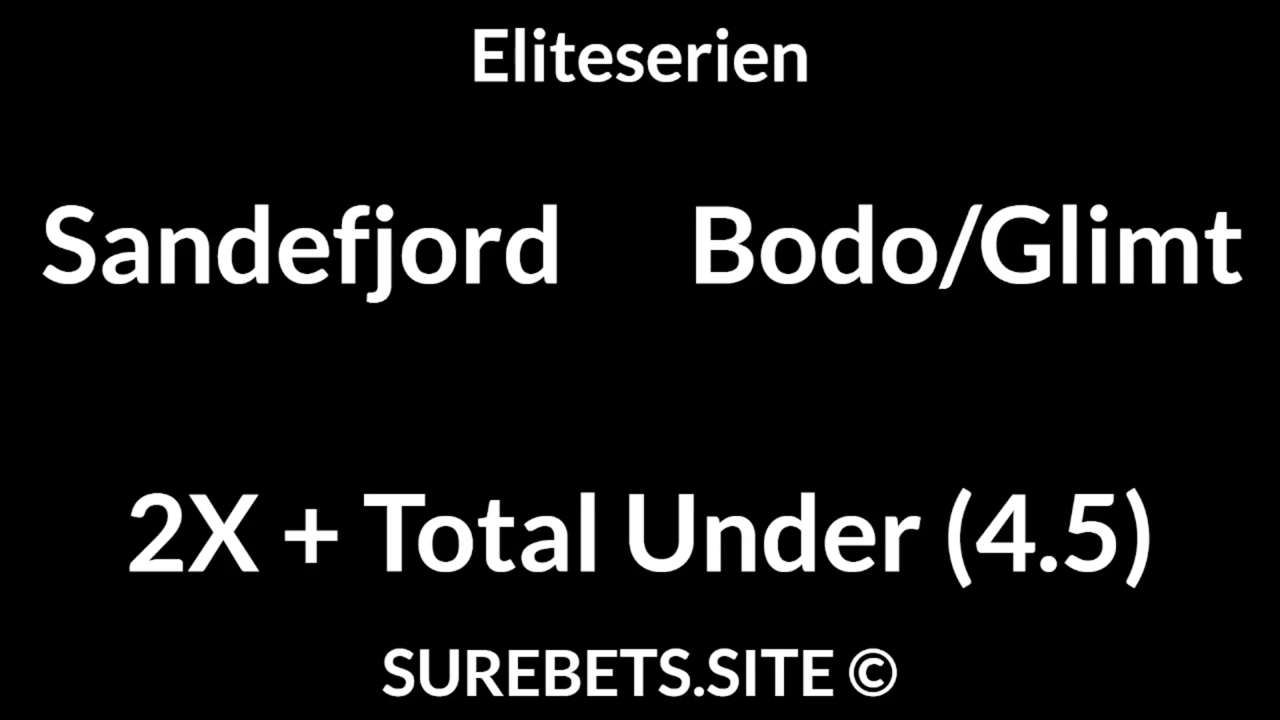 Eliteserien
Sandefjord Bodo/Glimt
2X + Total Under (4.5)
SUREBETS.SITE ©